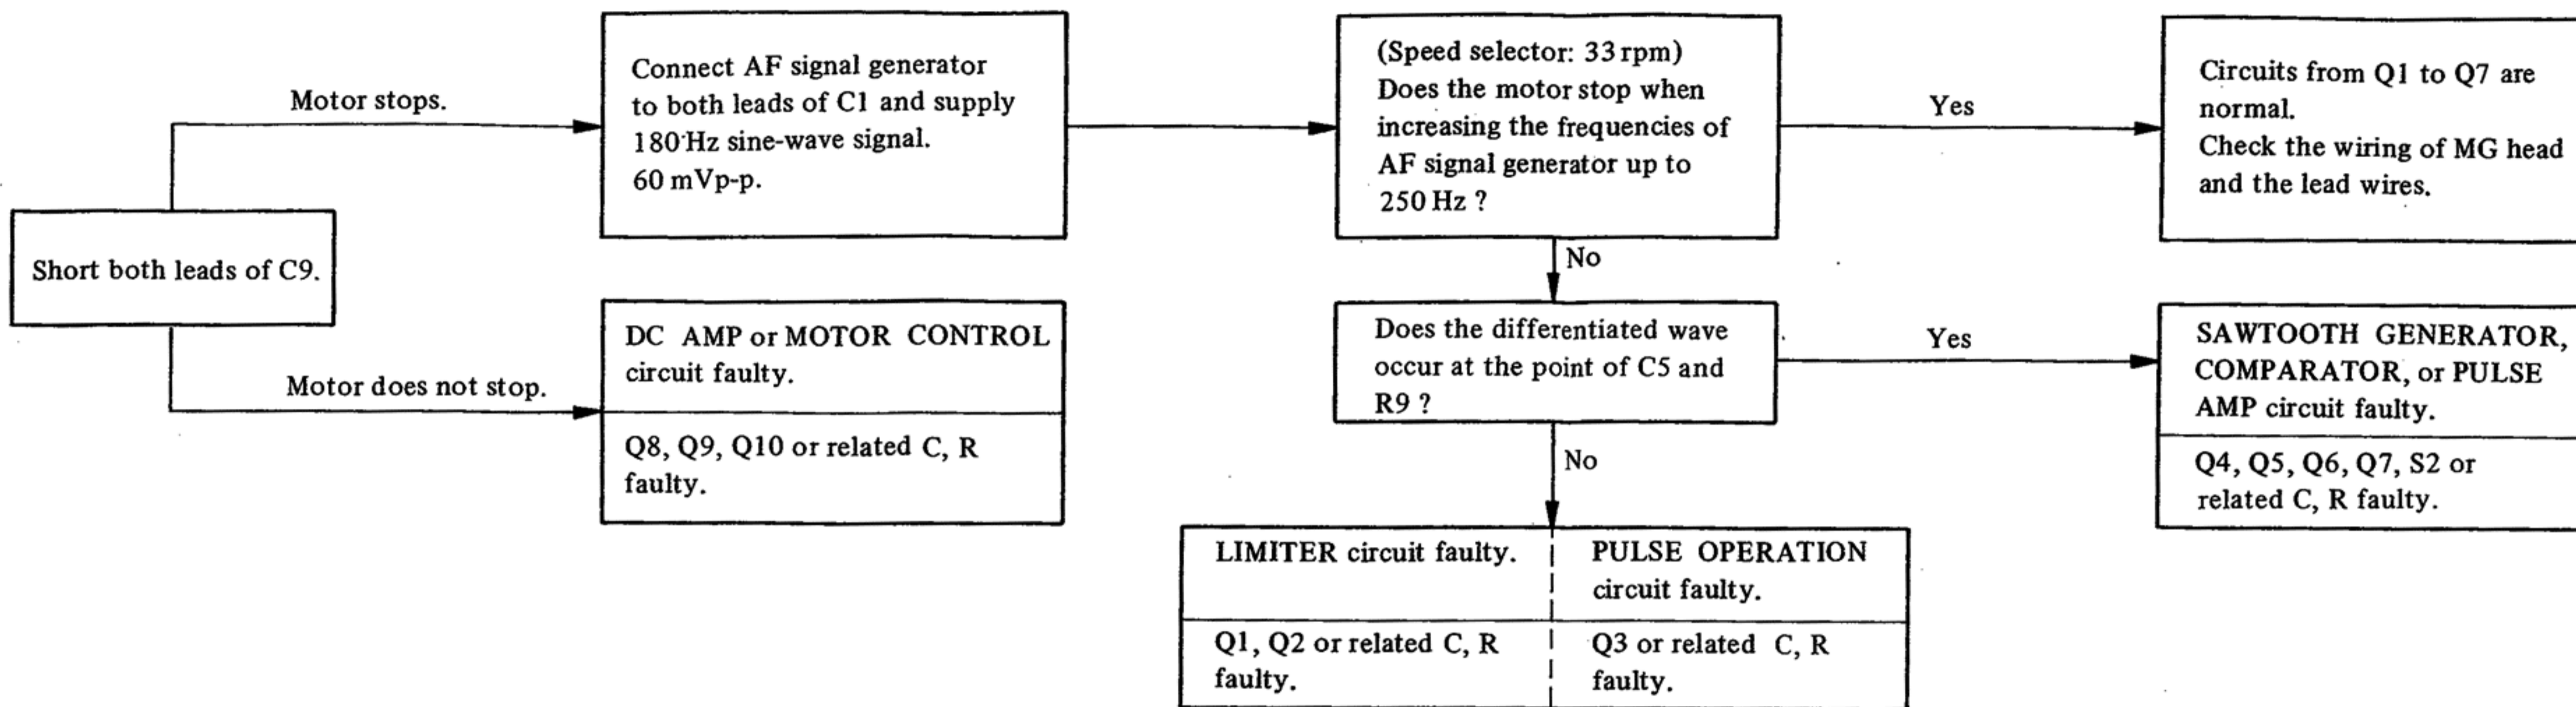 Short both leads of C9.
Motor stops.
Connect AF signal generator
to both leads of C1 and supply
180 Hz sine-wave signal.
60 mVp-p.
(Speed selector: 33 rpm)
Does the motor stop when
increasing the frequencies of
AF signal generator up to
250 Hz ?
Yes
Circuits from Q1 to Q7 are
normal.
Check the wiring of MG head
and the lead wires.
Motor does not stop.
DC AMP or MOTOR CONTROL
circuit faulty.
Q8, Q9, Q10 or related C, R
faulty.
No
Does the differentiated wave
occur at the point of C5 and
R9 ?
Yes
SAWTOOTH GENERATOR,
COMPARATOR, or PULSE
AMP circuit faulty.
Q4, Q5, Q6, Q7, S2 or
related C, R faulty.
No
LIMITER circuit faulty.
Q1, Q2 or related C, R
faulty.
PULSE OPERATION
circuit faulty.
Q3 or related C, R
faulty.